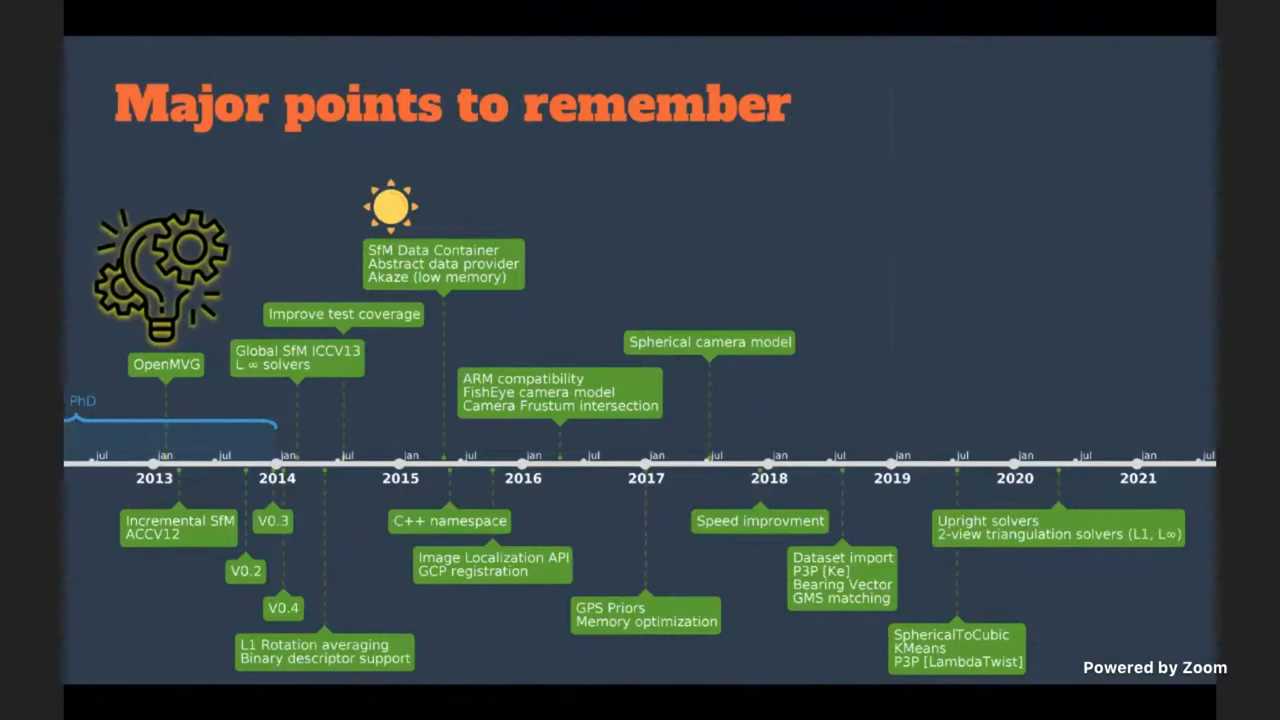 Major points to remember
SfM Data Container
Abstract data provider
Akaze (low memory)
Improve test coverage
Spherical camera model
OpenMVG
Global SfM ICCV13
L ∞ solvers
ARM compatibility
FishEye camera model
Camera Frustum intersection
PhD
jul jan jul jan jul jan jul jan jul jan jul jan jul jan jul jan jul jan jul
2013 2014 2015 2016 2017 2018 2019 2020 2021
Incremental SfM
ACCV12
V0.3
C++ namespace
Speed improvment
Upright solvers
2-view triangulation solvers (L1, L∞)
V0.2
Image Localization API
GCP registration
Dataset import
P3P [Ke]
Bearing Vector
GMS matching
V0.4
GPS Priors
Memory optimization
L1 Rotation averaging
Binary descriptor support
SphericalToCubic
KMeans
P3P [LambdaTwist]
Powered by Zoom